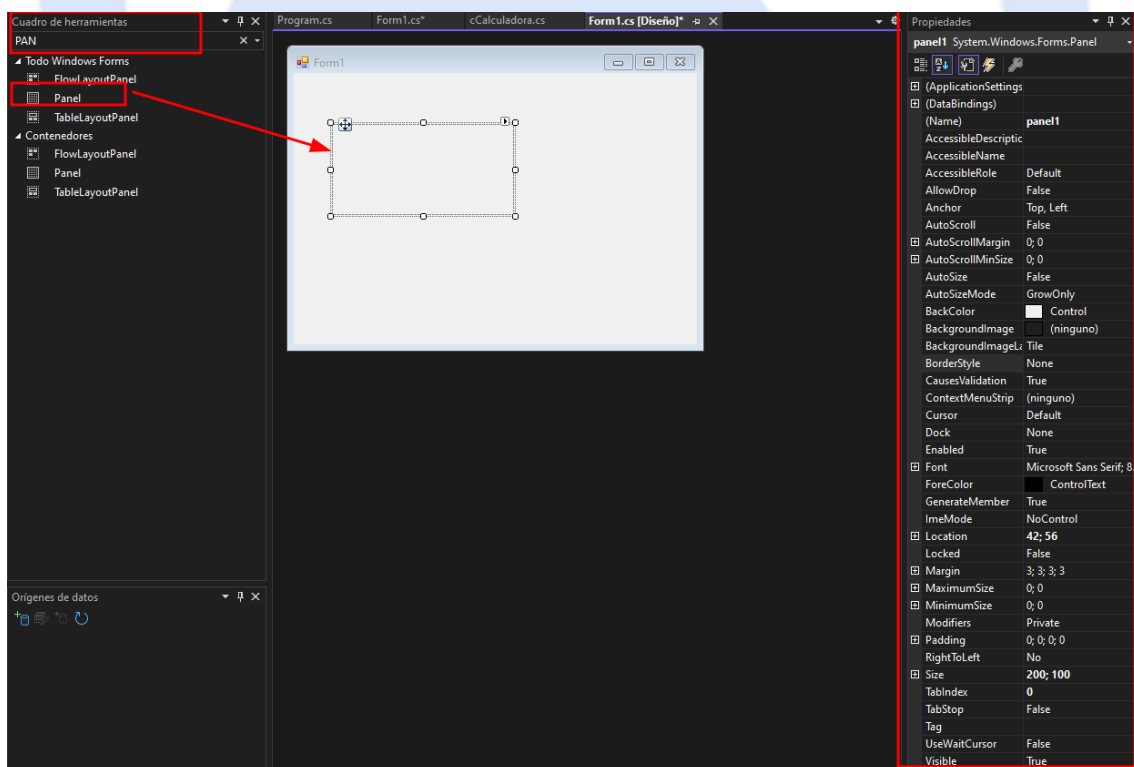 Cuadro de herramientas
PAN
Todo Windows Forms
FlowLayoutPanel
Panel
TableLayoutPanel
Contenedores
FlowLayoutPanel
Panel
TableLayoutPanel
Orígenes de datos
Program.cs Form1.cs* cCalculadora.cs Form1.cs [Diseño]*
Form1
Propiedades
panel1 System.Windows.Forms.Panel
(ApplicationSettings
(DataBindings)
(Name) panel1
AccessibleDescriptic
AccessibleName
AccessibleRole Default
AllowDrop False
Anchor Top, Left
AutoScroll False
AutoScrollMargin 0; 0
AutoScrollMinSize 0; 0
AutoSize False
AutoSizeMode GrowOnly
BackColor Control
BackgroundImage (ninguno)
BackgroundImageLa Tile
BorderStyle None
CausesValidation True
ContextMenuStrip (ninguno)
Cursor Default
Dock None
Enabled True
Font Microsoft Sans Serif; 8.
ForeColor ControlText
GenerateMember True
ImeMode NoControl
Location 42; 56
Locked False
Margin 3; 3; 3; 3
MaximumSize 0; 0
MinimumSize 0; 0
Modifiers Private
Padding 0; 0; 0; 0
RightToLeft No
Size 200; 100
TabIndex 0
TabStop False
Tag
UseWaitCursor False
Visible True